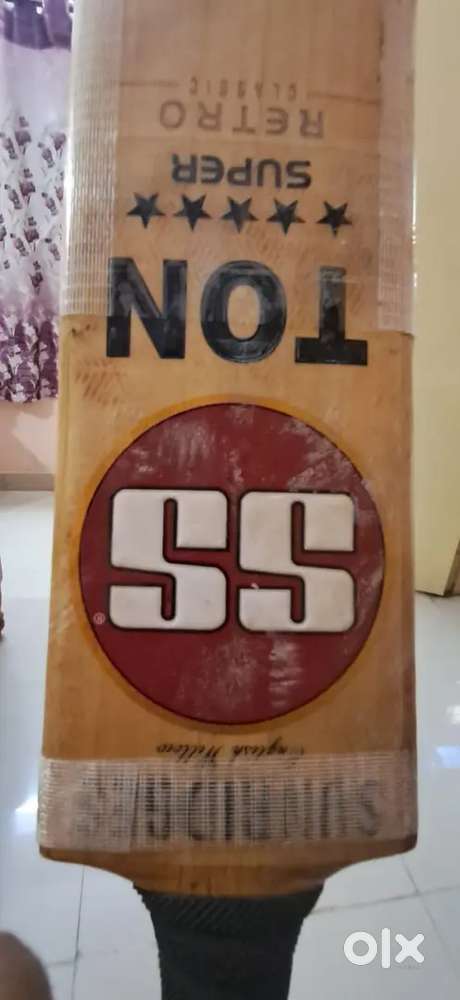 SUNRIDGES
English Willow
SS®
TON
★★★★★
SUPER
RETRO
CLASSIC
olx